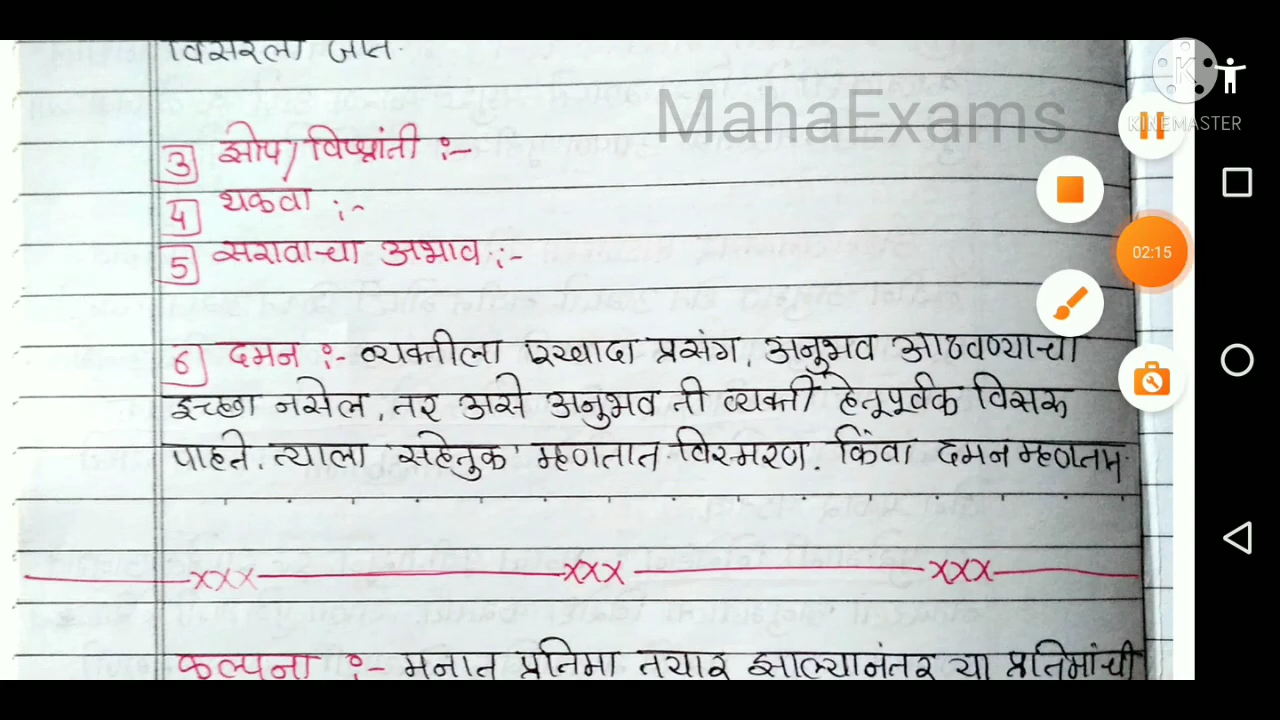 विसरला जात.
MahaExams
KINEMASTER
3 झोप/विश्रांती :-
4 थकवा :-
5 सरावाचा अभाव :-
02:15
6 दमन :- व्यक्तीला एखादा प्रसंग, अनुभव आठवण्याचा
इच्छा नसेल, तर असे अनुभव ती व्यक्ती हेतूपूर्वक विसरू
पाहते. त्याला सहेतुक म्हणतात विस्मरण. किंवा दमन म्हणतात.
xxx xxx xxx
कल्पना :- मनात प्रतिमा तयार झाल्यानंतर या प्रतिमांची